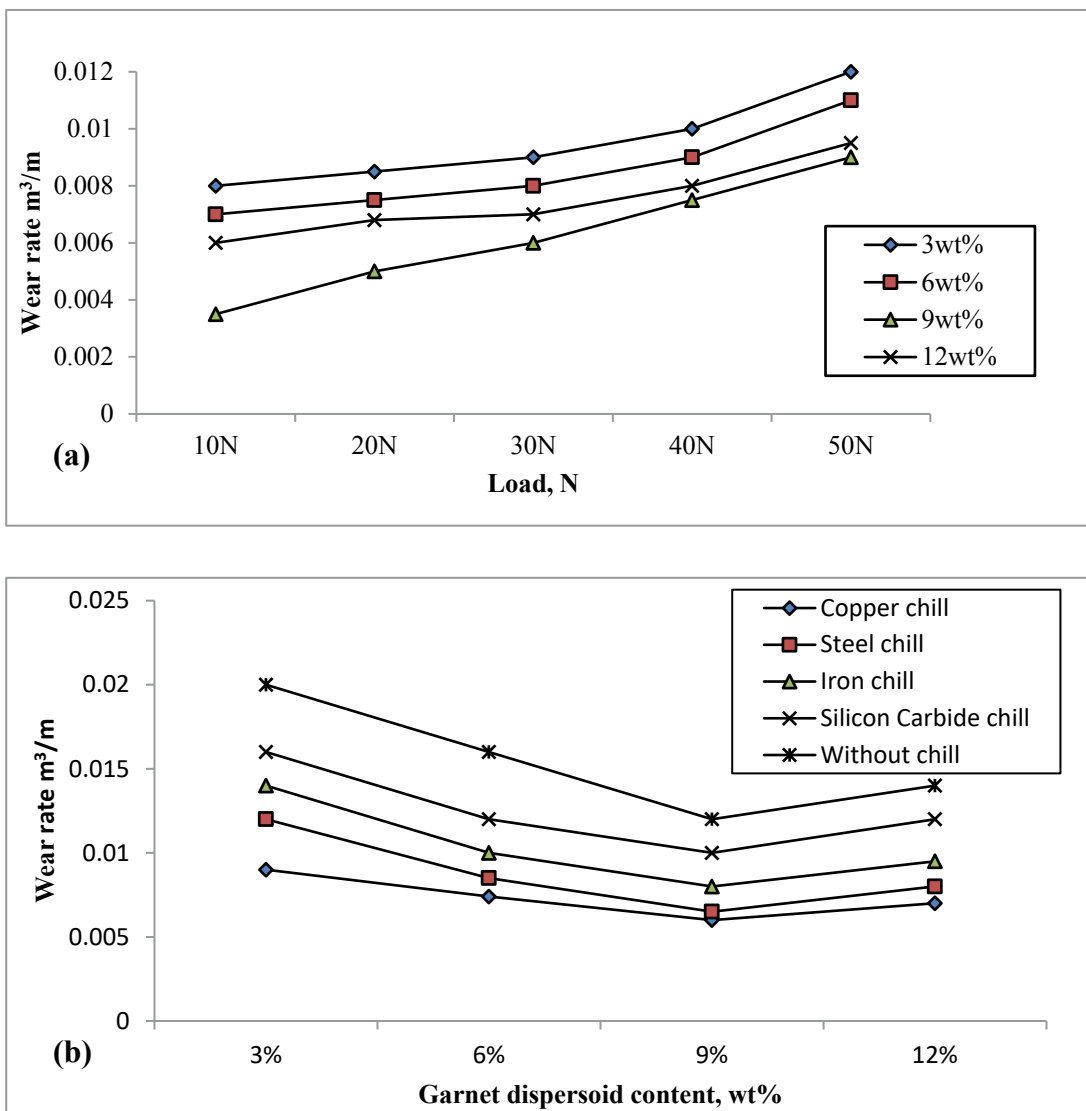 0.012
0.01
0.008
0.006
0.004
0.002
0
Wear rate m³/m
10N 20N 30N 40N 50N
Load, N
(a)
3wt%
6wt%
9wt%
12wt%
0.025
0.02
0.015
0.01
0.005
0
Wear rate m³/m
Copper chill
Steel chill
Iron chill
Silicon Carbide chill
Without chill
3% 6% 9% 12%
(b)
Garnet dispersoid content, wt%